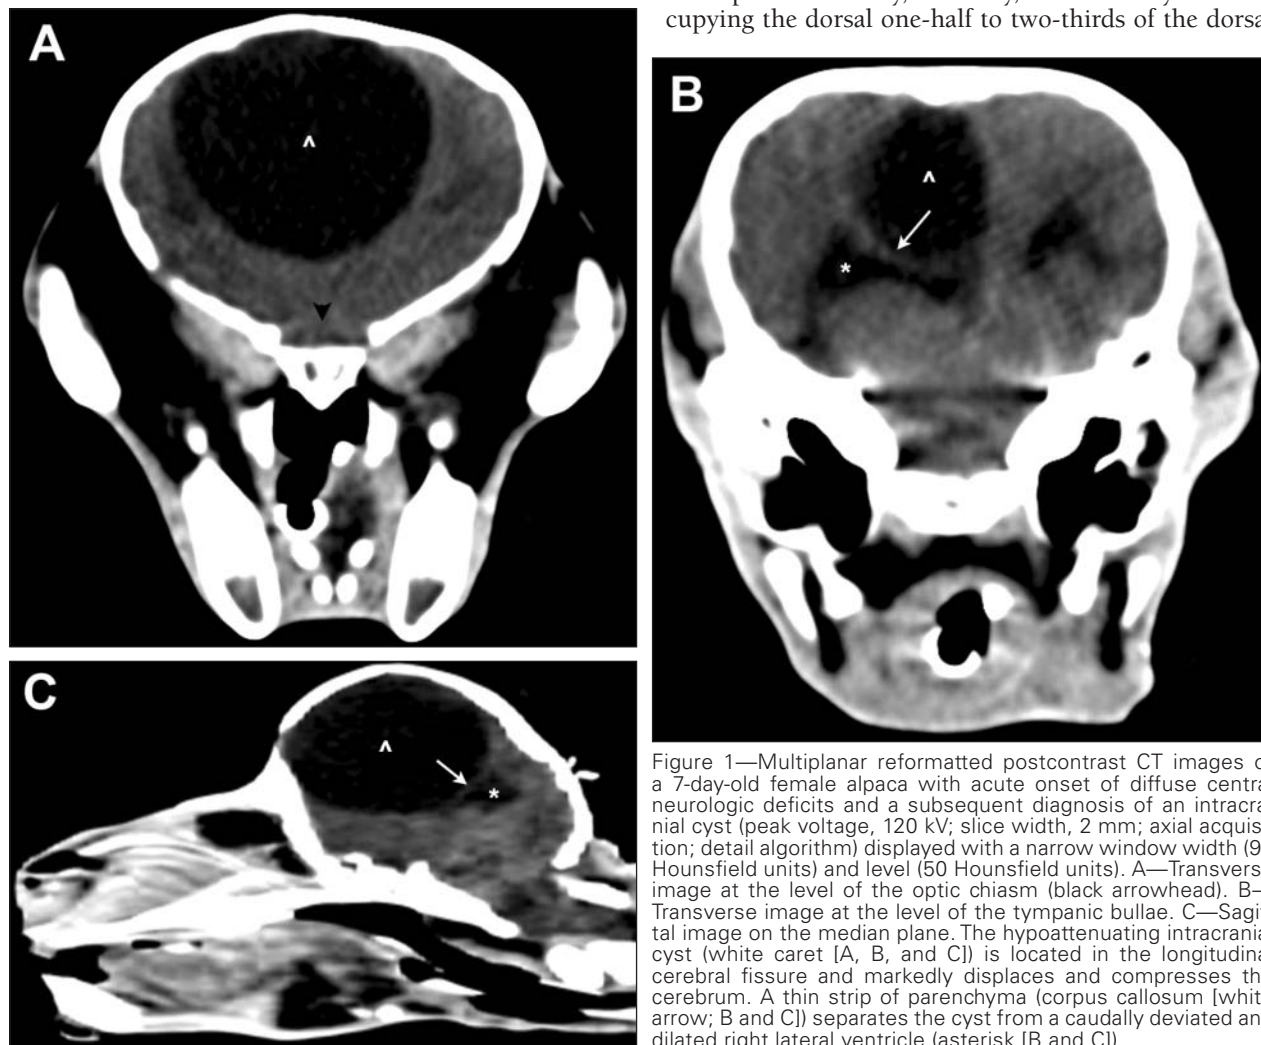 cupying the dorsal one-half to two-thirds of the dorsa
A
B
C
Figure 1—Multiplanar reformatted postcontrast CT images
a 7-day-old female alpaca with acute onset of diffuse centra
neurologic deficits and a subsequent diagnosis of an intracra-
nial cyst (peak voltage, 120 kV; slice width, 2 mm; axial acquis
tion; detail algorithm) displayed with a narrow window width (9
Hounsfield units) and level (50 Hounsfield units). A—Transvers
image at the level of the optic chiasm (black arrowhead). B—
Transverse image at the level of the tympanic bullae. C—Sagit
tal image on the median plane. The hypoattenuating intracrania
cyst (white caret [A, B, and C]) is located in the longitudina
cerebral fissure and markedly displaces and compresses th
cerebrum. A thin strip of parenchyma (corpus callosum [whit
arrow; B and C]) separates the cyst from a caudally deviated an
dilated right lateral ventricle (asterisk [B and C])